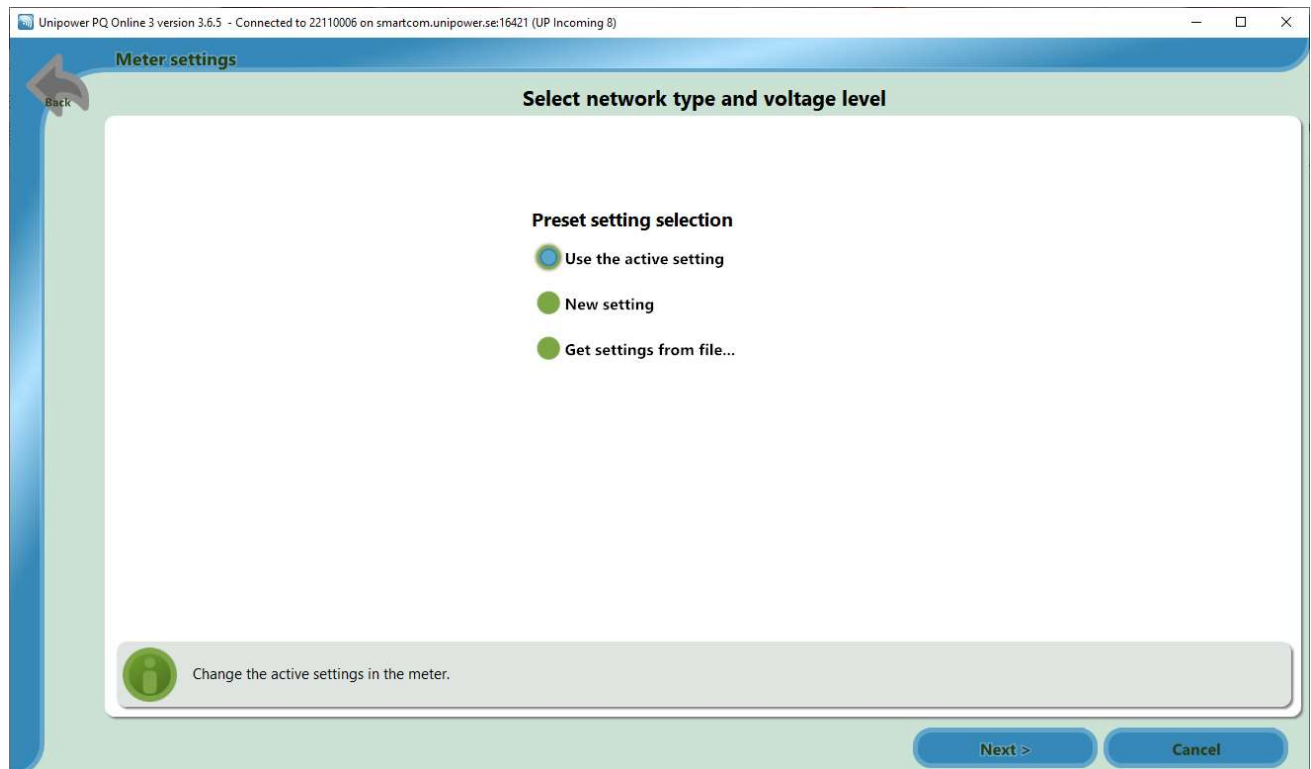 Unipower PQ Online 3 version 3.6.5 - Connected to 22110006 on smartcom.unipower.se:16421 (UP Incoming 8)
Meter settings
Back
Select network type and voltage level
Preset setting selection
Use the active setting
New setting
Get settings from file...
Change the active settings in the meter.
Next >
Cancel